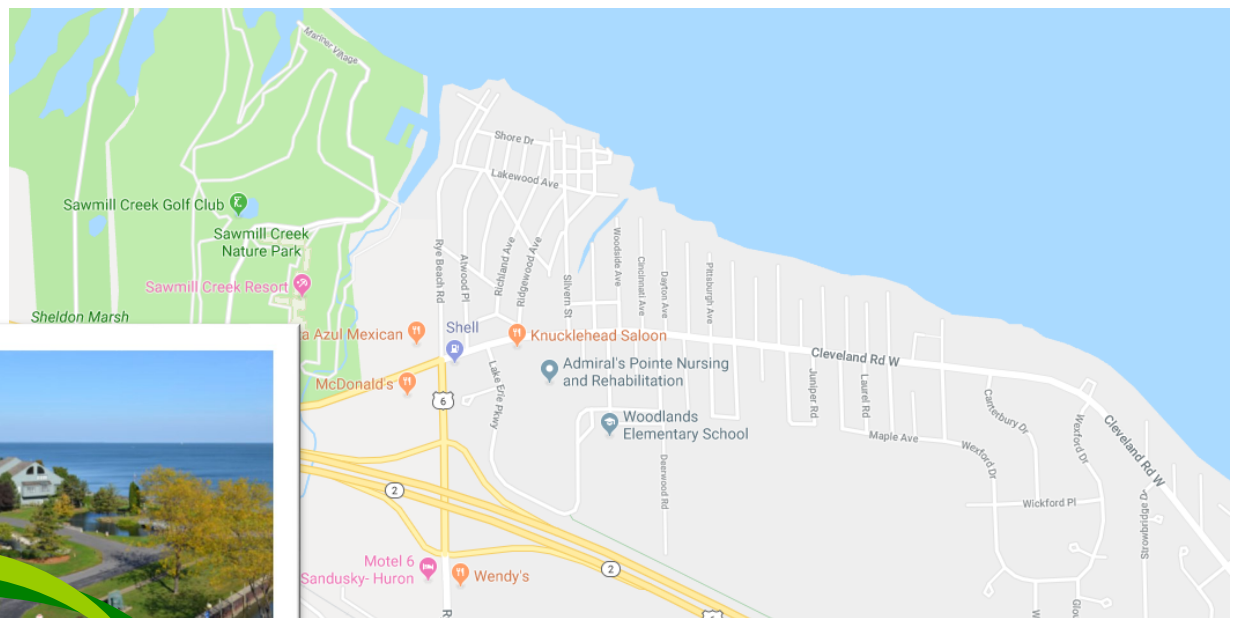 Mariner Village
Shore Dr
Lakewood Ave
Sawmill Creek Golf Club
Sawmill Creek
Nature Park
Sawmill Creek Resort
Sheldon Marsh
Rye Beach Rd
Atwood Pl
Richland Ave
Ridgewood Ave
Silvern St
Woodside Ave
Cincinnati Ave
Dayton Ave
Pittsburgh Ave
a Azul Mexican
Shell
Knucklehead Saloon
Cleveland Rd W
McDonald's
6
Lake Erie Pkwy
Admiral's Pointe Nursing
and Rehabilitation
Woodlands
Elementary School
Juniper Rd
Laurel Rd
Maple Ave
Canterbury Dr
Wexford Dr
Wexford Dr
Cleveland Rd W
Deerwood Rd
2
Wickford Pl
Strowbridge D
Motel 6
Sandusky- Huron
Wendy's
2
R
W
Glou